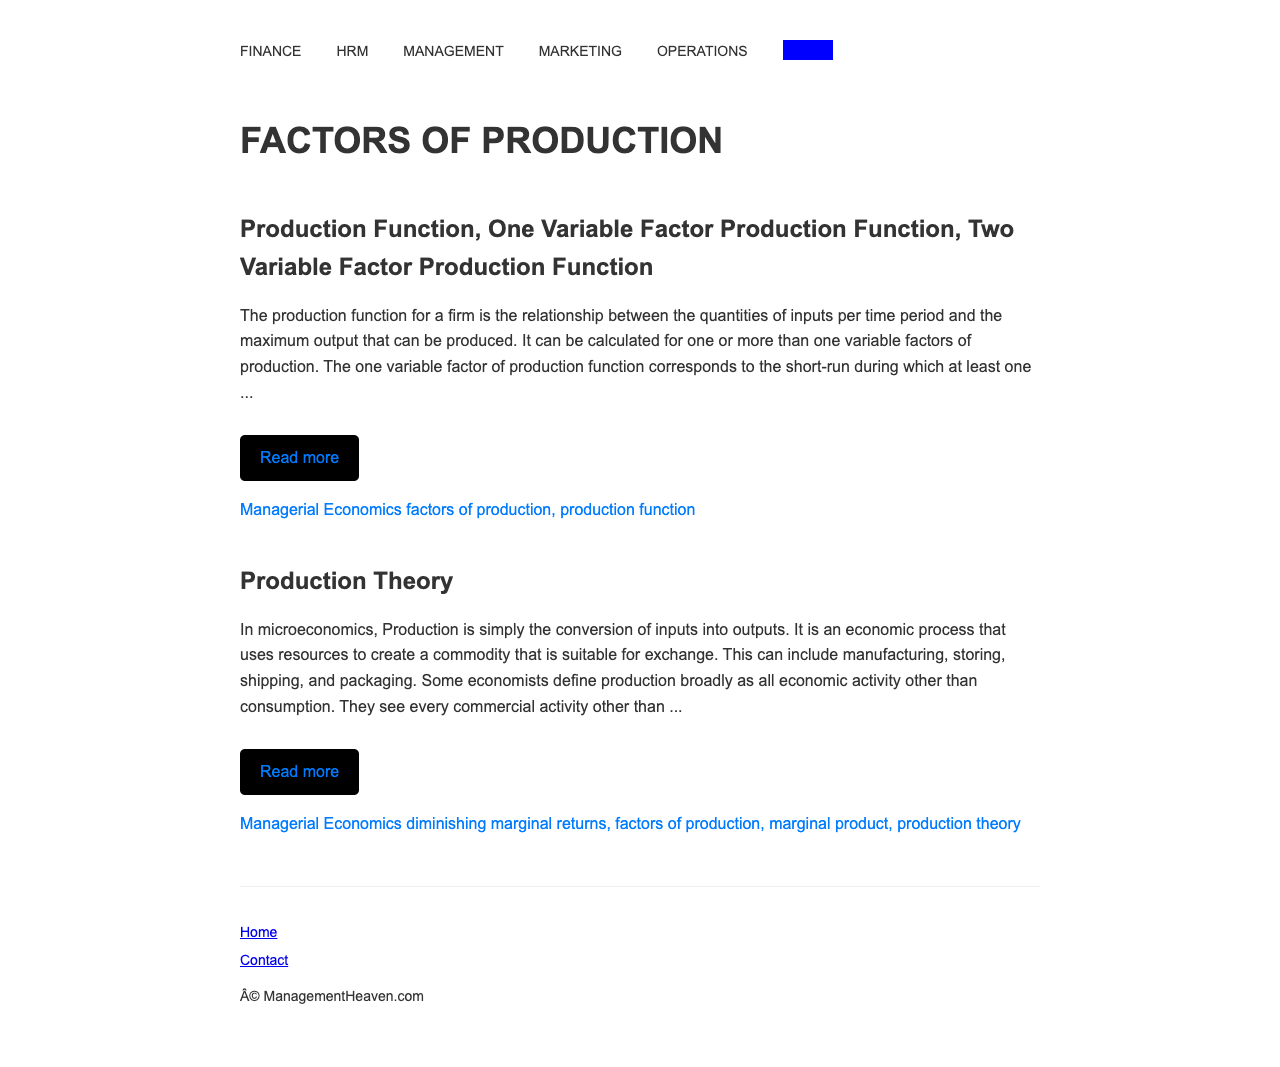 FINANCE HRM MANAGEMENT MARKETING OPERATIONS
FACTORS OF PRODUCTION
Production Function, One Variable Factor Production Function, Two
Variable Factor Production Function
The production function for a firm is the relationship between the quantities of inputs per time period and the
maximum output that can be produced. It can be calculated for one or more than one variable factors of
production. The one variable factor of production function corresponds to the short-run during which at least one
...
Read more
Managerial Economics factors of production, production function
Production Theory
In microeconomics, Production is simply the conversion of inputs into outputs. It is an economic process that
uses resources to create a commodity that is suitable for exchange. This can include manufacturing, storing,
shipping, and packaging. Some economists define production broadly as all economic activity other than
consumption. They see every commercial activity other than ...
Read more
Managerial Economics diminishing marginal returns, factors of production, marginal product, production theory
Home
Contact
Â© ManagementHeaven.com